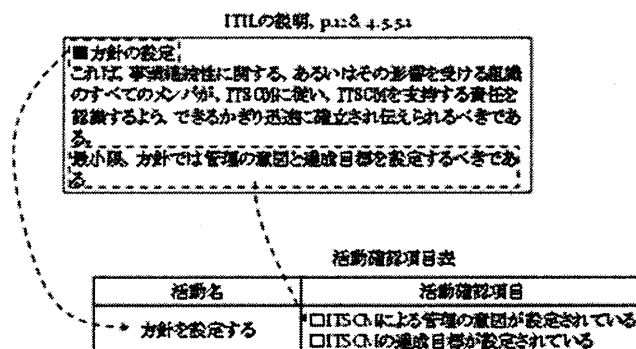 ITILの説明, p.128, 4.5.5.1
■方針の設定
これは、事業継続性に関する、あるいはその影響を受ける組織
のすべてのメンバが、ITSCMに従い、ITSCMを支持する責任を
認識するよう、できるかぎり迅速に確立され伝えられるべきであ
る。
最小限、方針では管理の意図と達成目標を設定するべきであ
る
活動確認項目表
活動名
活動確認項目
方針を設定する
□ITSCMによる管理の意図が設定されている
□ITSCMの達成目標が設定されている